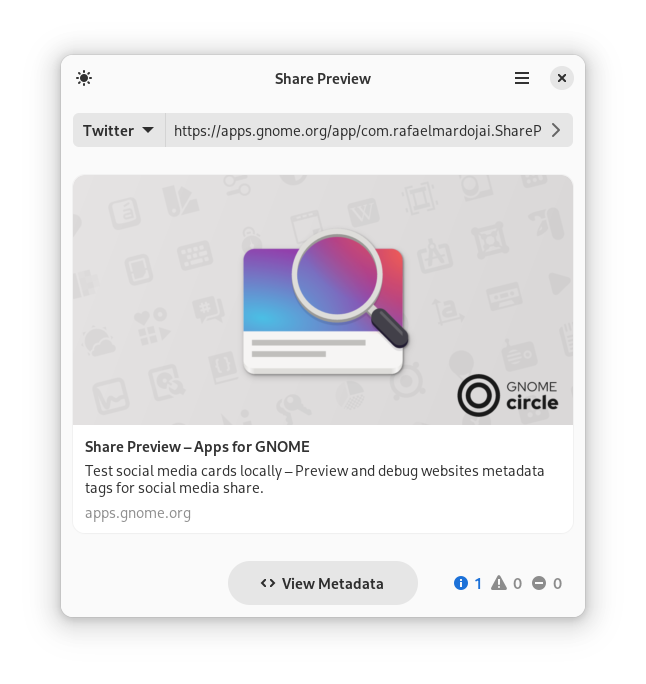 Share Preview
Twitter
https://apps.gnome.org/app/com.rafaelmardojai.ShareP
GNOME
circle
Share Preview – Apps for GNOME
Test social media cards locally – Preview and debug websites metadata
tags for social media share.
apps.gnome.org
View Metadata
1
0
0